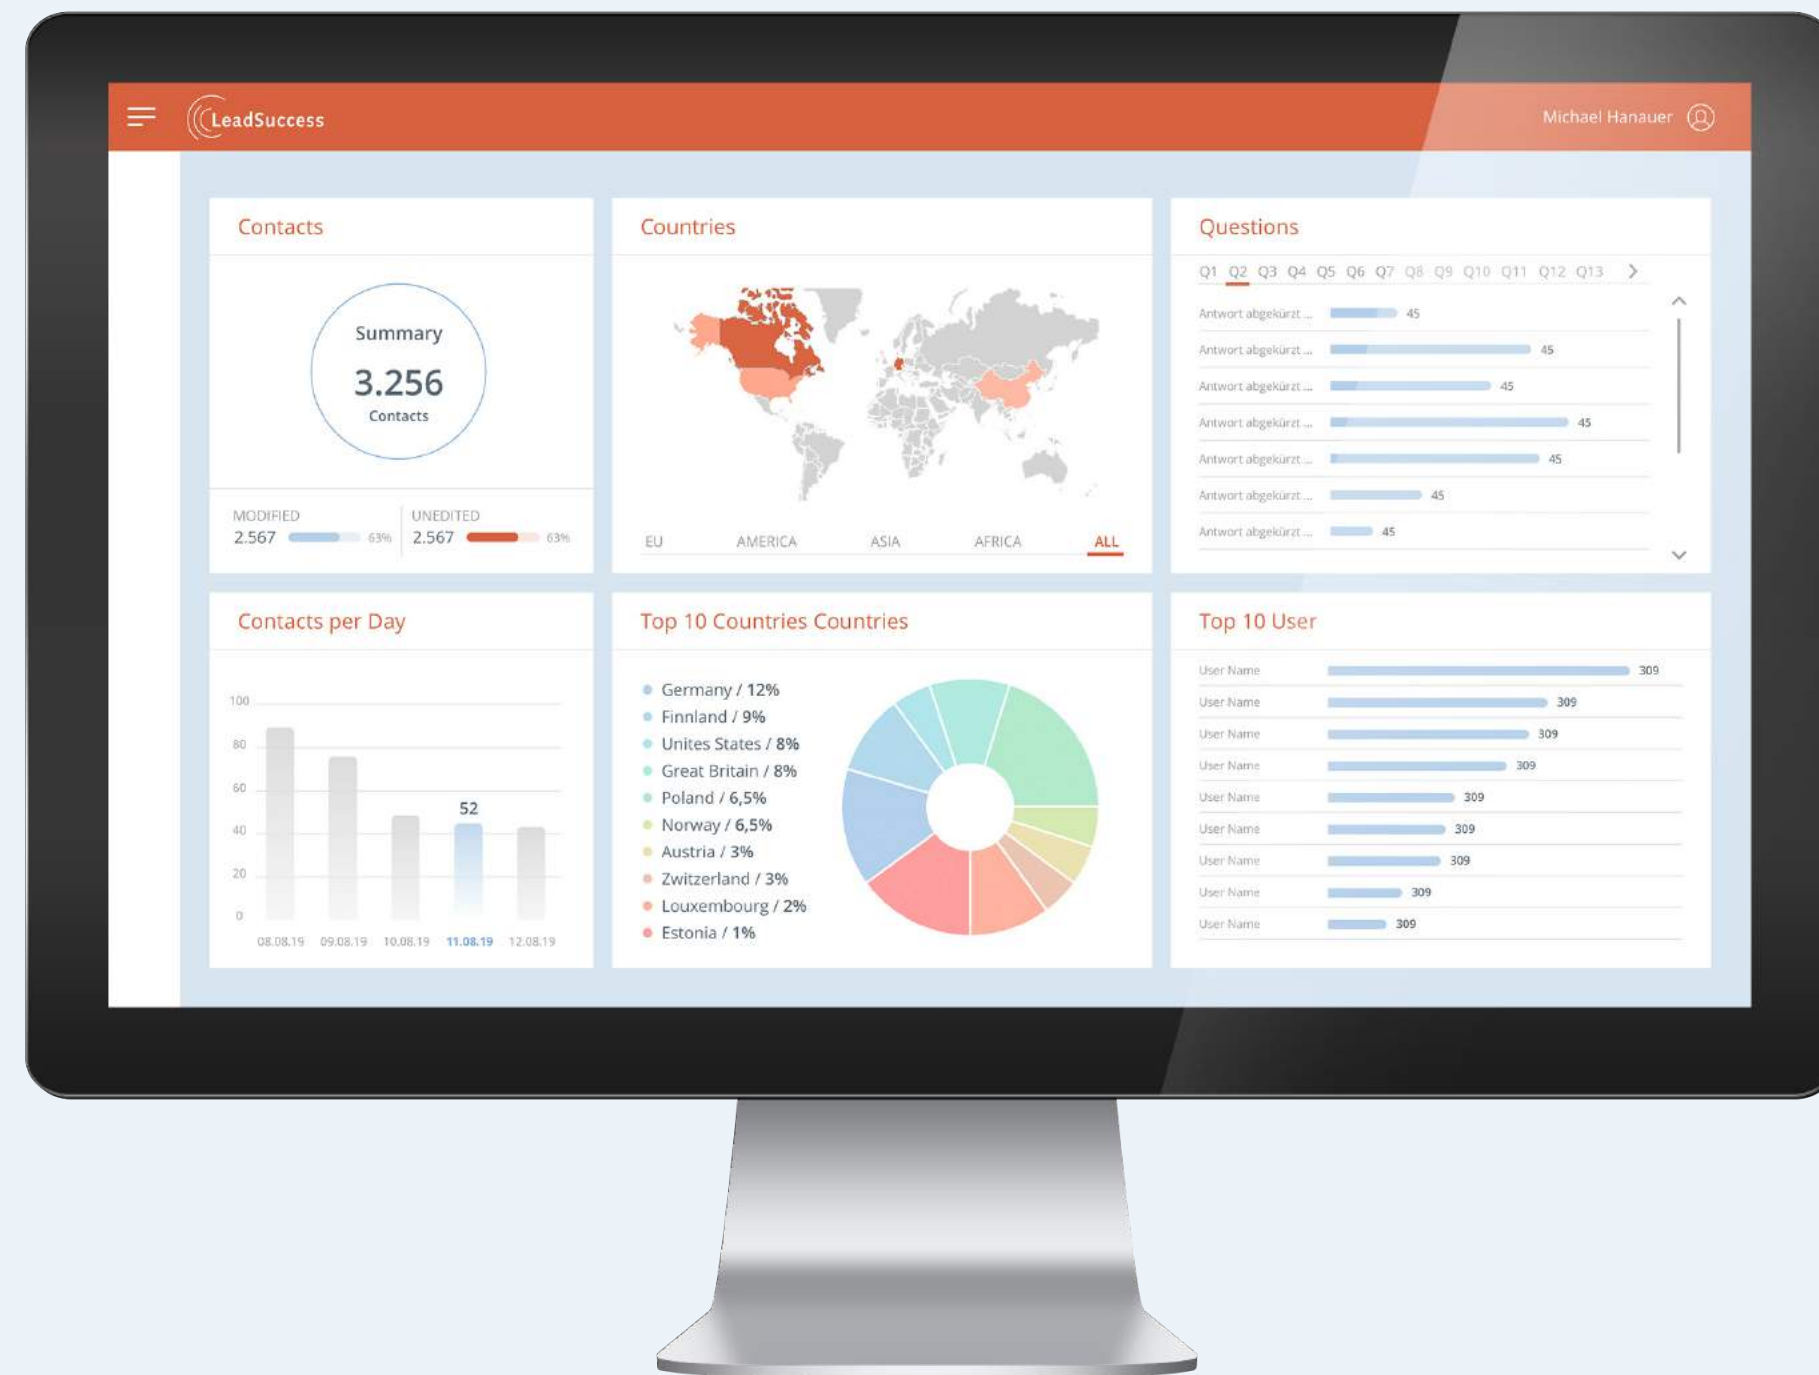 LeadSuccess
Michael Hanauer
Contacts
Summary
3.256
Contacts
MODIFIED
2.567 63%
UNEDITED
2.567 63%
Countries
EU AMERICA ASIA AFRICA ALL
Questions
Q1 Q2 Q3 Q4 Q5 Q6 Q7 Q8 Q9 Q10 Q11 Q12 Q13
Antwort abgekürzt ... 45
Antwort abgekürzt ... 45
Antwort abgekürzt ... 45
Antwort abgekürzt ... 45
Antwort abgekürzt ... 45
Antwort abgekürzt ... 45
Antwort abgekürzt ... 45
Contacts per Day
100
80
60
40
20
0
52
08.08.19 09.08.19 10.08.19 11.08.19 12.08.19
Top 10 Countries Countries
Germany / 12%
Finnland / 9%
Unites States / 8%
Great Britain / 8%
Poland / 6,5%
Norway / 6,5%
Austria / 3%
Zwitzerland / 3%
Louxembourg / 2%
Estonia / 1%
Top 10 User
User Name 309
User Name 309
User Name 309
User Name 309
User Name 309
User Name 309
User Name 309
User Name 309
User Name 309